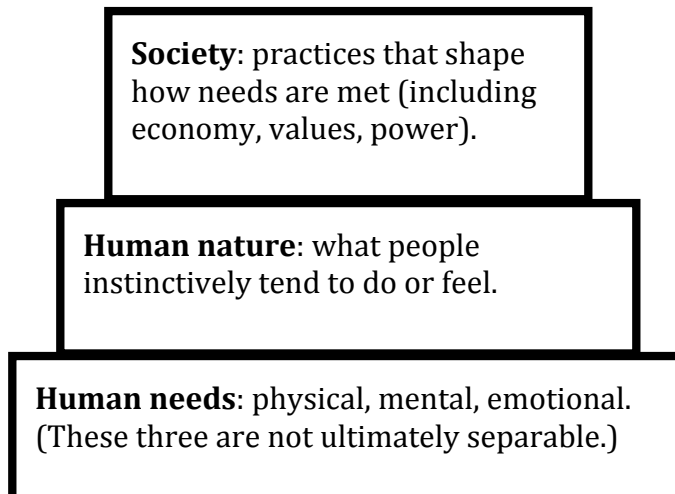 Society: practices that shape
how needs are met (including
economy, values, power).
Human nature: what people
instinctively tend to do or feel.
Human needs: physical, mental, emotional.
(These three are not ultimately separable.)